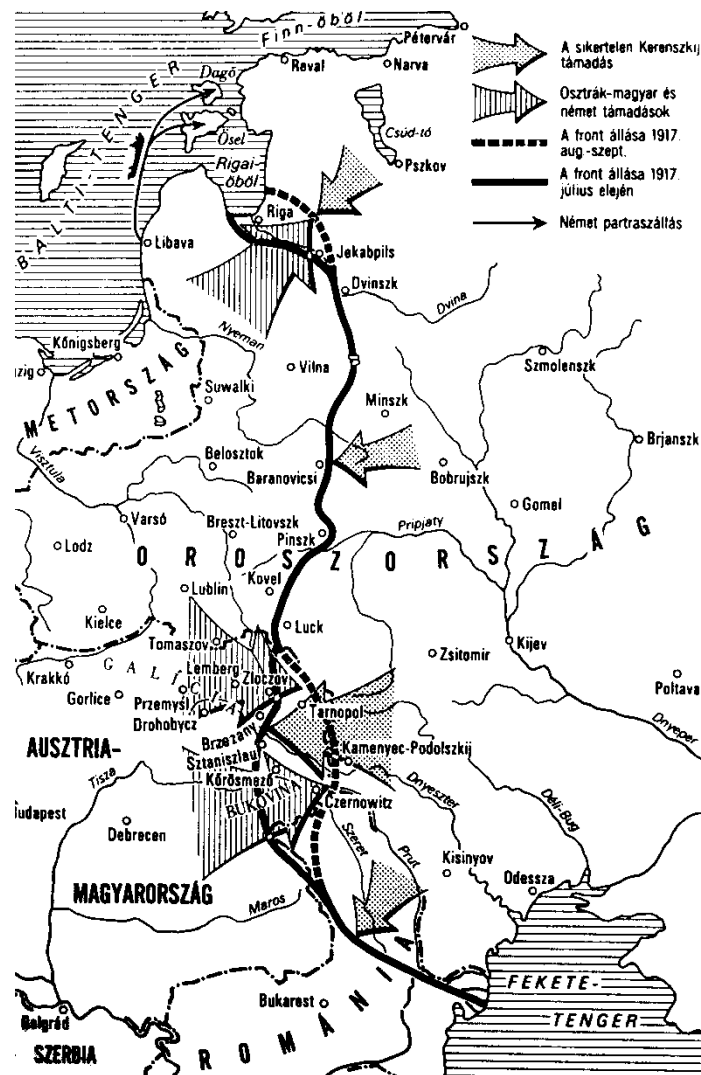 Finn-öböl
Pétervár
Reval
Narva
BALTI-TENGER
Dagö
Ösel
Csúd-tó
Pszkov
Rigai-
öböl
A sikertelen Kerenszkij
támadás
Osztrák-magyar és
német támadások
A front állása 1917.
aug.-szept.
A front állása 1917.
július elején
Német partraszállás
Riga
Libava
Jekabpils
Dvinszk
Dvina
Nyeman
Königsberg
zig
Vilna
Szmolenszk
METORSZÁG
Suwalki
Minszk
Visztula
Belosztok
Baranovicsi
Bobrujszk
Brjanszk
Varsó
Breszt-Litovszk
Pinszk
Pripjaty
Gomel
Lodz
OROSZORSZÁG
Lublin
Kovel
Kielce
Luck
Tomaszov
Zsitomir
Kijev
Krakkó
GALÍCIA
Lemberg
Zloczov
Poltava
Gorlice
Przemysl
Drohobycz
Tarnopol
Dnyeper
AUSZTRIA-
Brzezany
Sztaniszlau
Kamenyec-Podolszkij
Tisza
Kőrösmező
BUKOVINA
Czernowitz
Dnyeszter
Déli-Bug
Budapest
Debrecen
Szeret
Prut
Kisinyov
Odessza
MAGYARORSZÁG
Maros
Bukarest
ROMÁNIA
FEKETE-
TENGER
Belgrád
SZERBIA